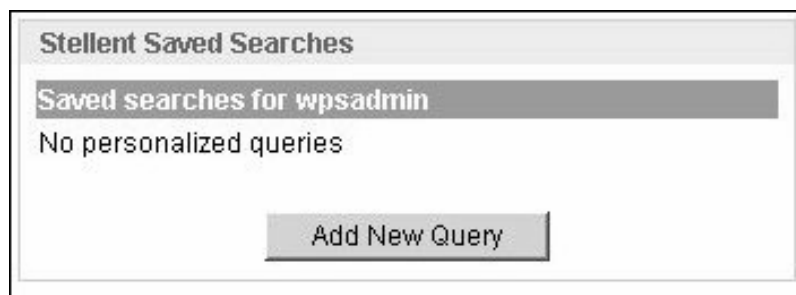 Stellent Saved Searches
Saved searches for wpsadmin
No personalized queries
Add New Query